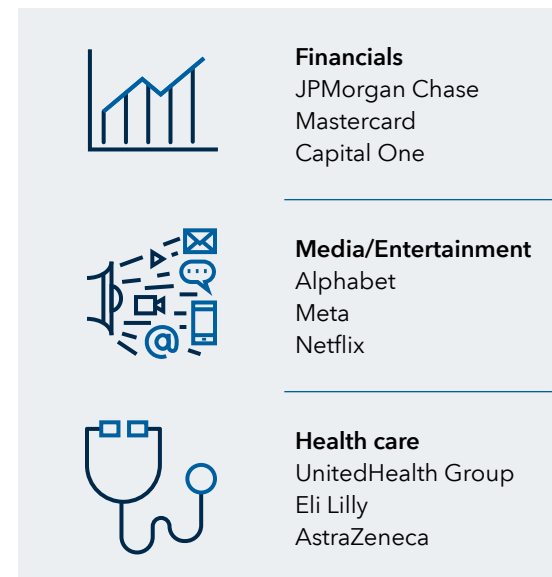 Financials
JPMorgan Chase
Mastercard
Capital One
Media/Entertainment
Alphabet
Meta
Netflix
@
Health care
UnitedHealth Group
Eli Lilly
AstraZeneca